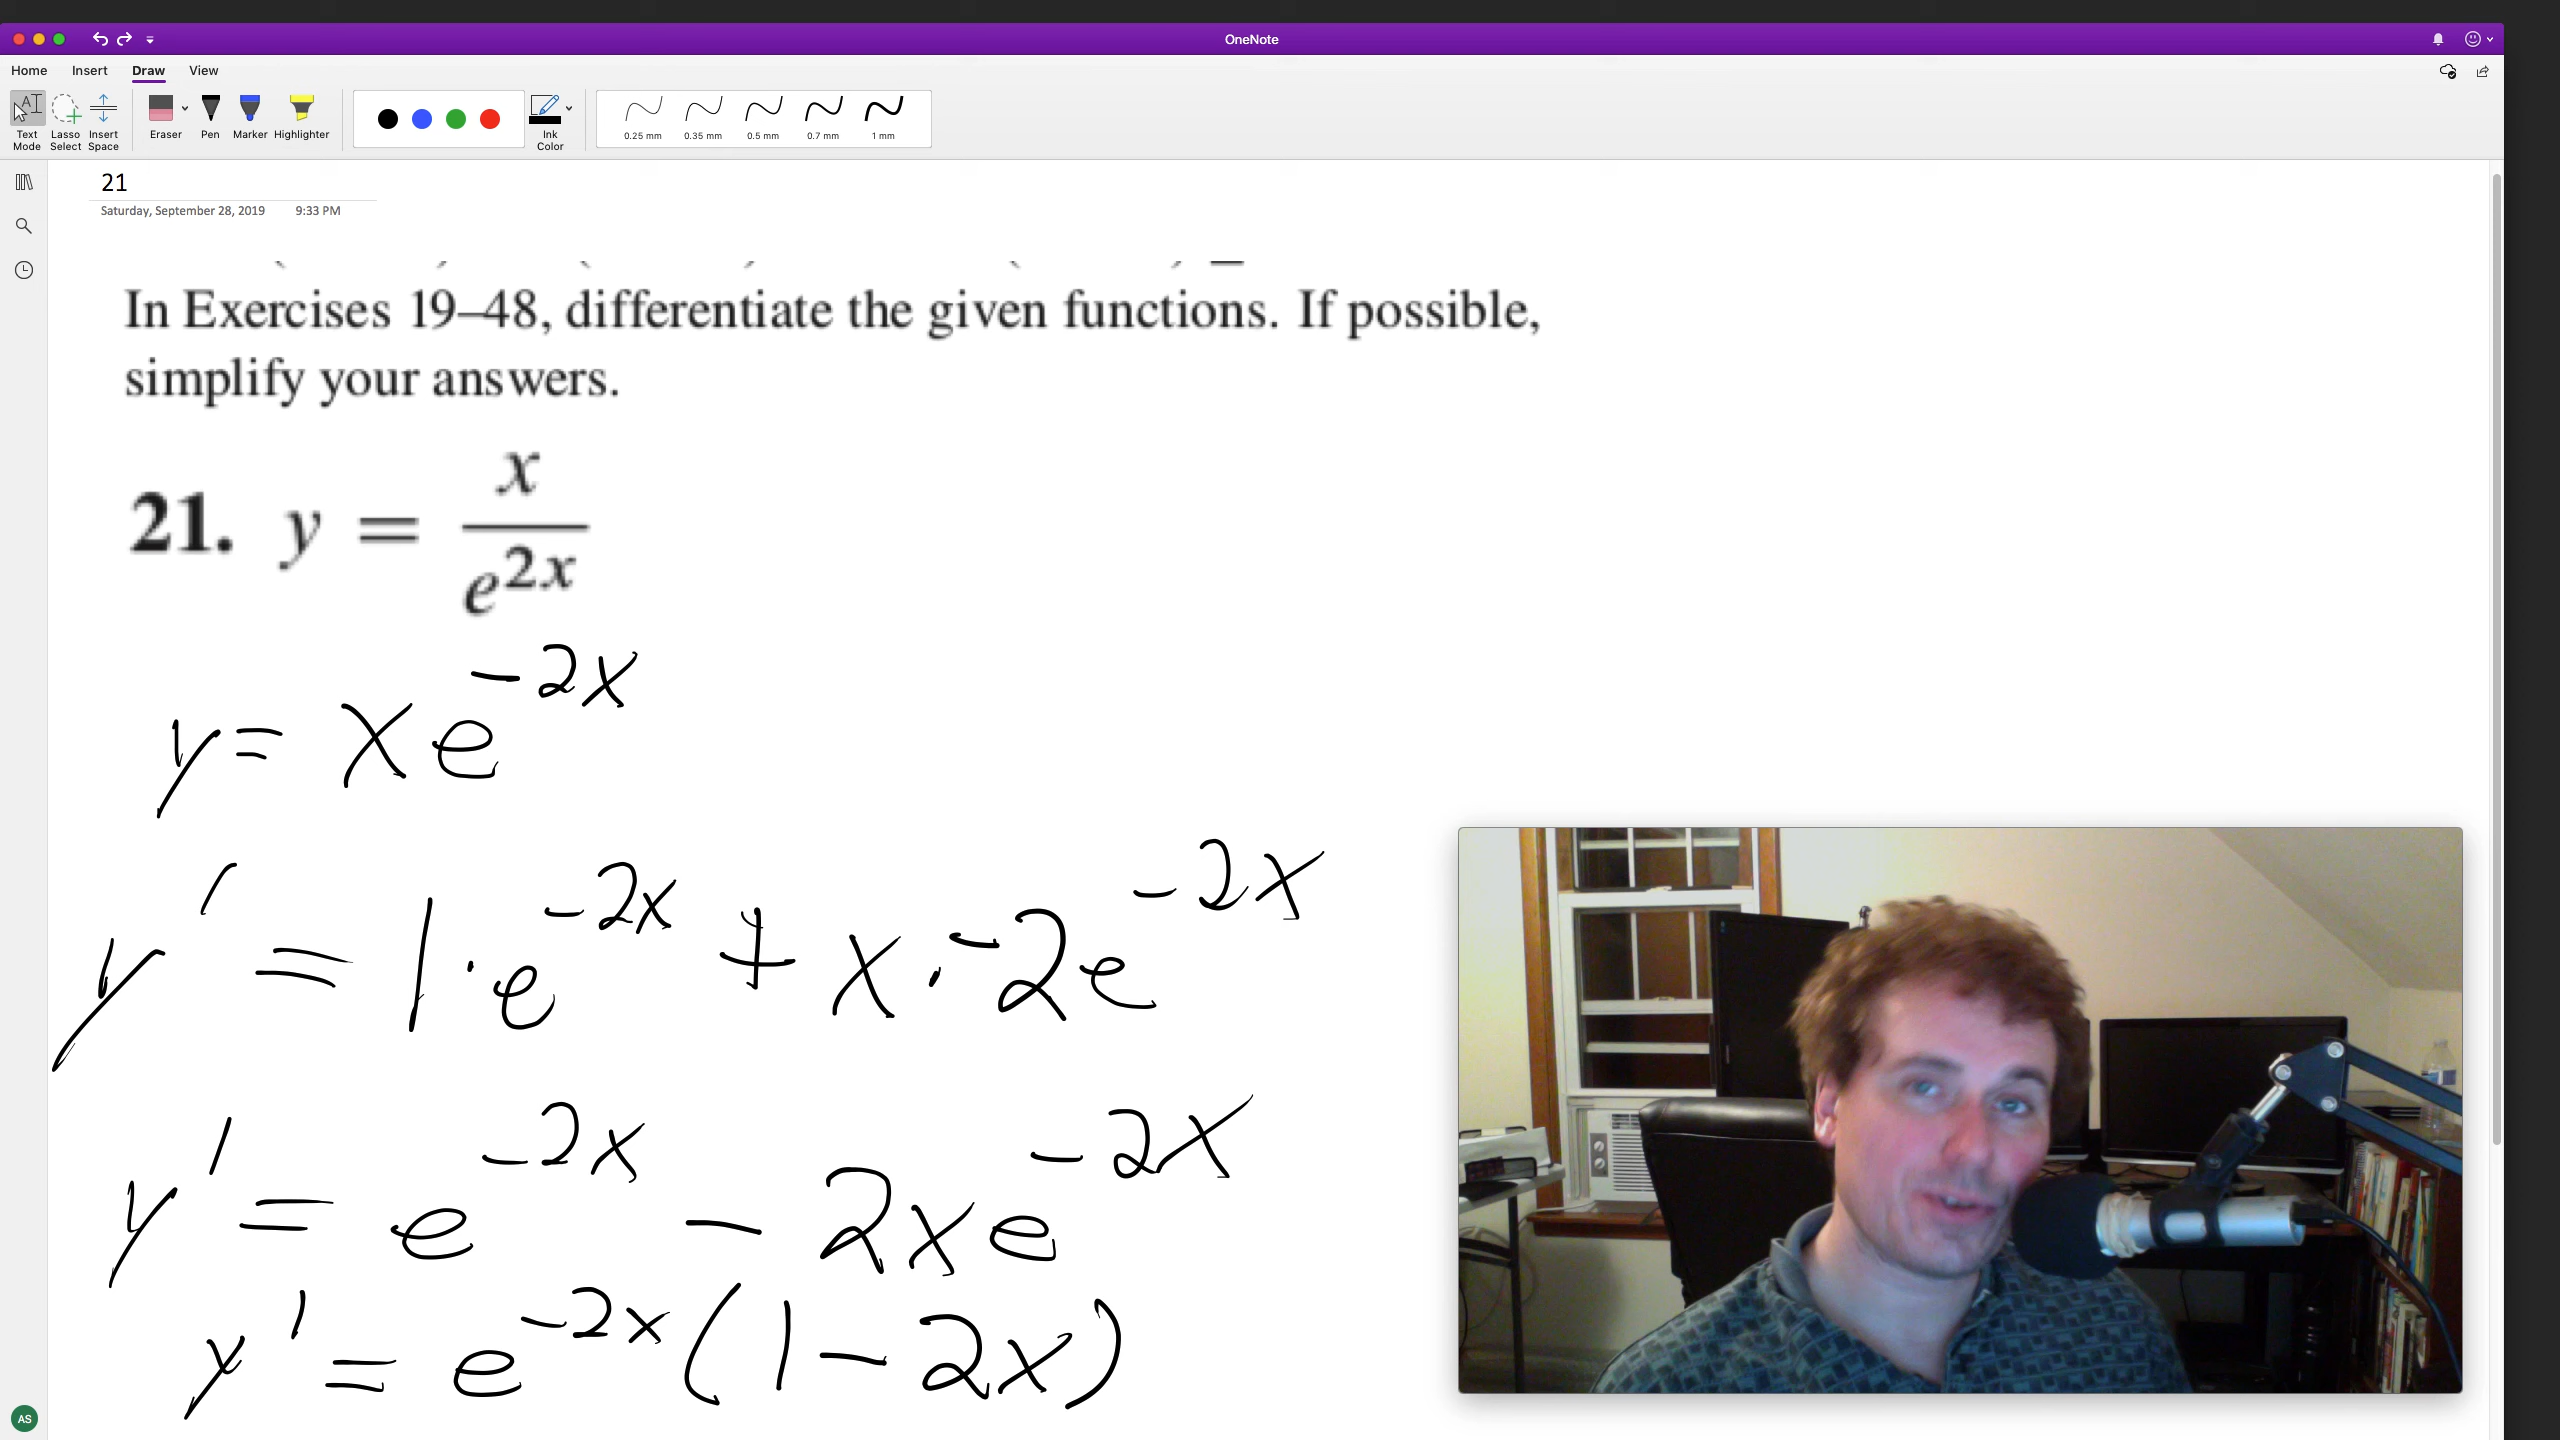 OneNote
Home Insert Draw View
Text Mode Lasso Select Insert Space Eraser Pen Marker Highlighter Ink Color 0.25 mm 0.35 mm 0.5 mm 0.7 mm 1 mm
21
Saturday, September 28, 2019 9:33 PM
In Exercises 19–48, differentiate the given functions. If possible,
simplify your answers.
21. y = x / e^{2x}
y = xe^{-2x}
y' = 1·e^{-2x} + x·-2e^{-2x}
y' = e^{-2x} - 2xe^{-2x}
y' = e^{-2x}(1-2x)
AS